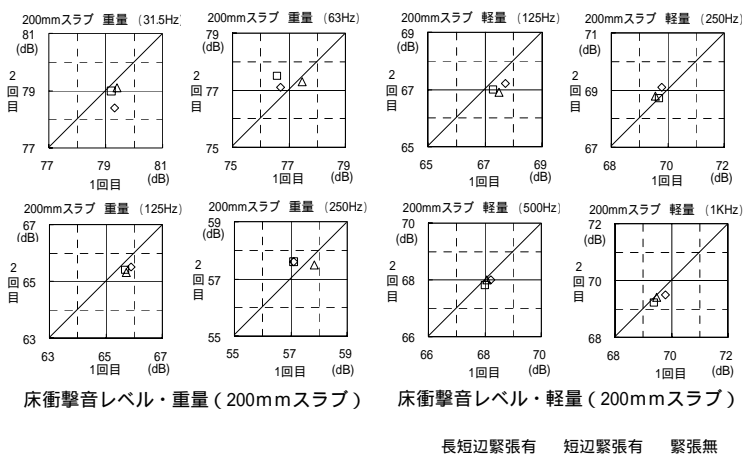 200mmスラブ 重量 (31.5Hz)
81
(dB)
2回目
79
77
77 79 81
1回目 (dB)
200mmスラブ 重量 (63Hz)
79
(dB)
2回目
77
75
75 77 79
1回目 (dB)
200mmスラブ 軽量 (125Hz)
69
(dB)
2回目
67
65
65 67 69
1回目 (dB)
200mmスラブ 軽量 (250Hz)
71
(dB)
2回目
69
67
68 70 72
1回目 (dB)
200mmスラブ 重量 (125Hz)
67
(dB)
2回目
65
63
63 65 67
1回目 (dB)
200mmスラブ 重量 (250Hz)
59
(dB)
2回目
57
55
55 57 59
1回目 (dB)
200mmスラブ 軽量 (500Hz)
70
(dB)
2回目
68
66
66 68 70
1回目 (dB)
200mmスラブ 軽量 (1KHz)
72
(dB)
2回目
70
68
68 70 72
1回目 (dB)
床衝撃音レベル・重量(200mmスラブ)
床衝撃音レベル・軽量(200mmスラブ)
長短辺緊張有 短辺緊張有 緊張無